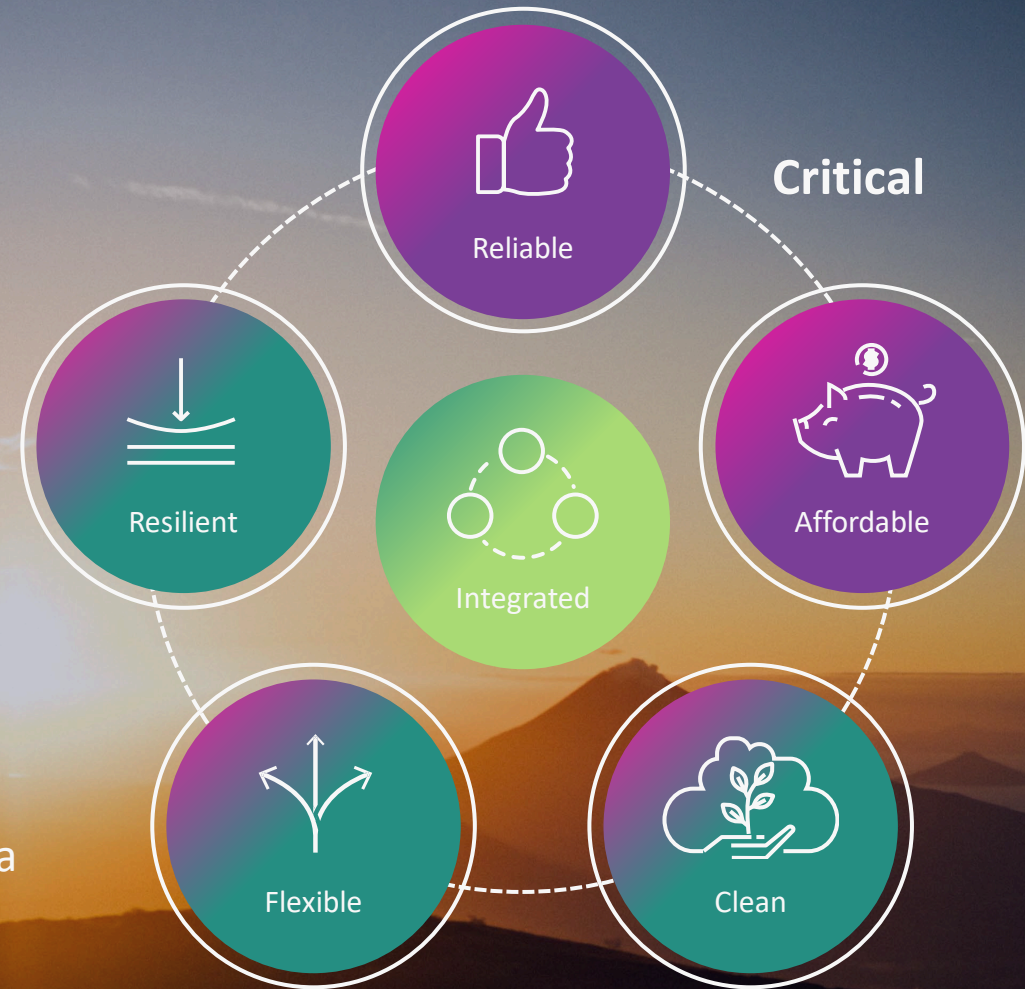 Critical
Reliable
Resilient
Affordable
Integrated
a
Flexible
Clean